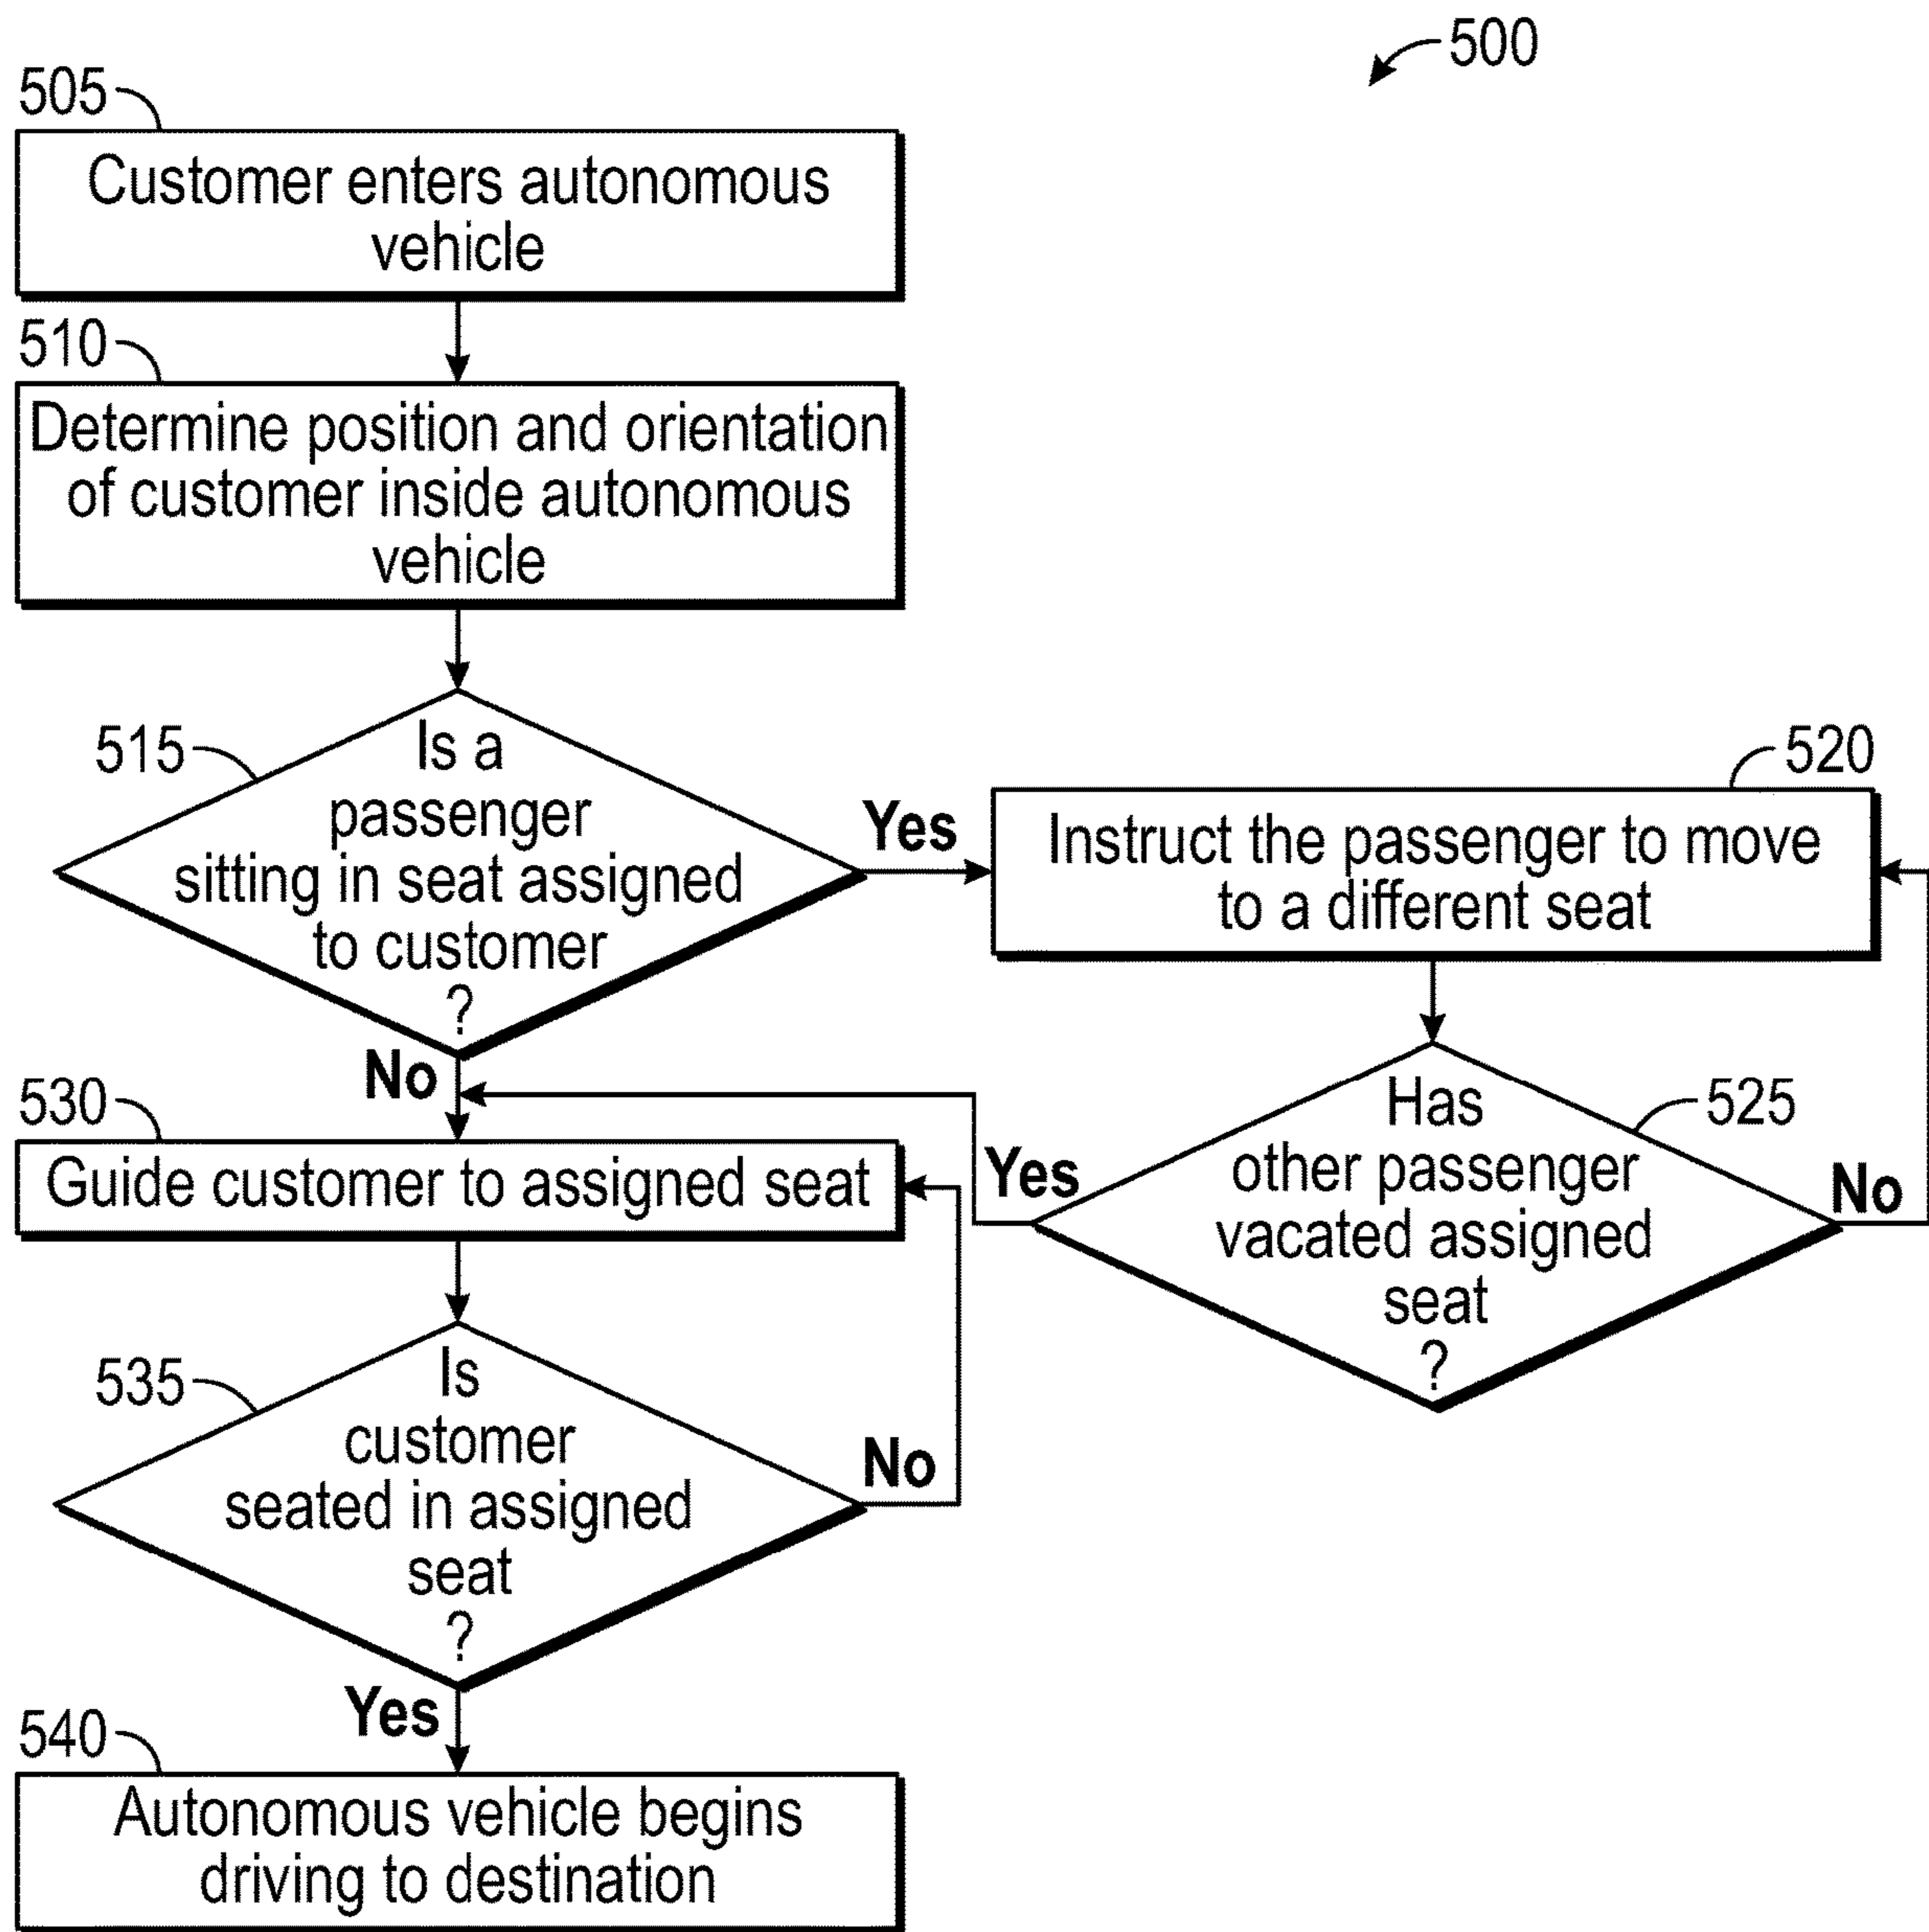 500
505
Customer enters autonomous
vehicle
510
Determine position and orientation
of customer inside autonomous
vehicle
515
Is a
passenger
sitting in seat assigned
to customer
?
Yes
No
520
Instruct the passenger to move
to a different seat
525
Has
other passenger
vacated assigned
seat
?
Yes
No
530
Guide customer to assigned seat
535
Is
customer
seated in assigned
seat
?
No
Yes
540
Autonomous vehicle begins
driving to destination